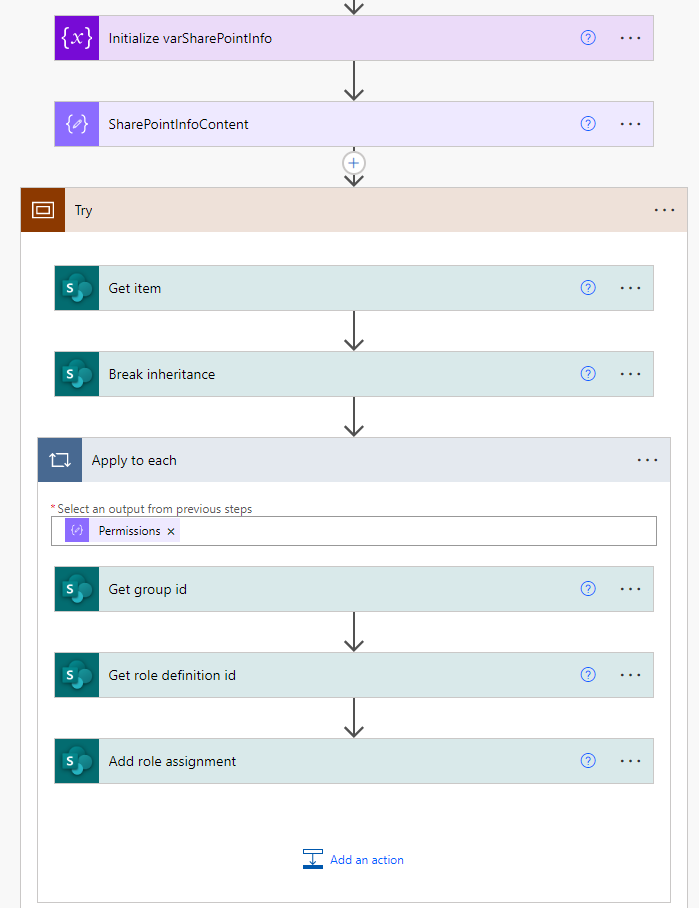 {x} Initialize varSharePointInfo
SharePointInfoContent
Try
S Get item
S Break inheritance
Apply to each
* Select an output from previous steps
Permissions ×
S Get group id
S Get role definition id
S Add role assignment
Add an action